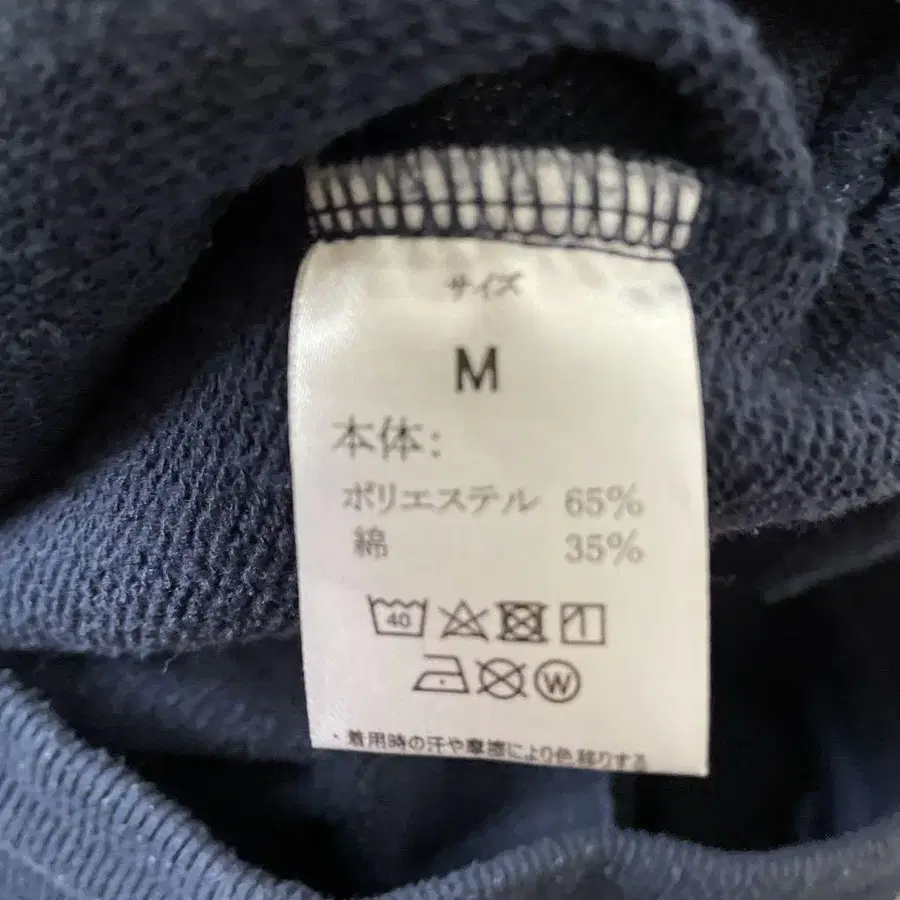 サイズ
M
本体:
ポリエステル 65%
綿 35%
40
W
・着用時の汗や摩擦により色移りする